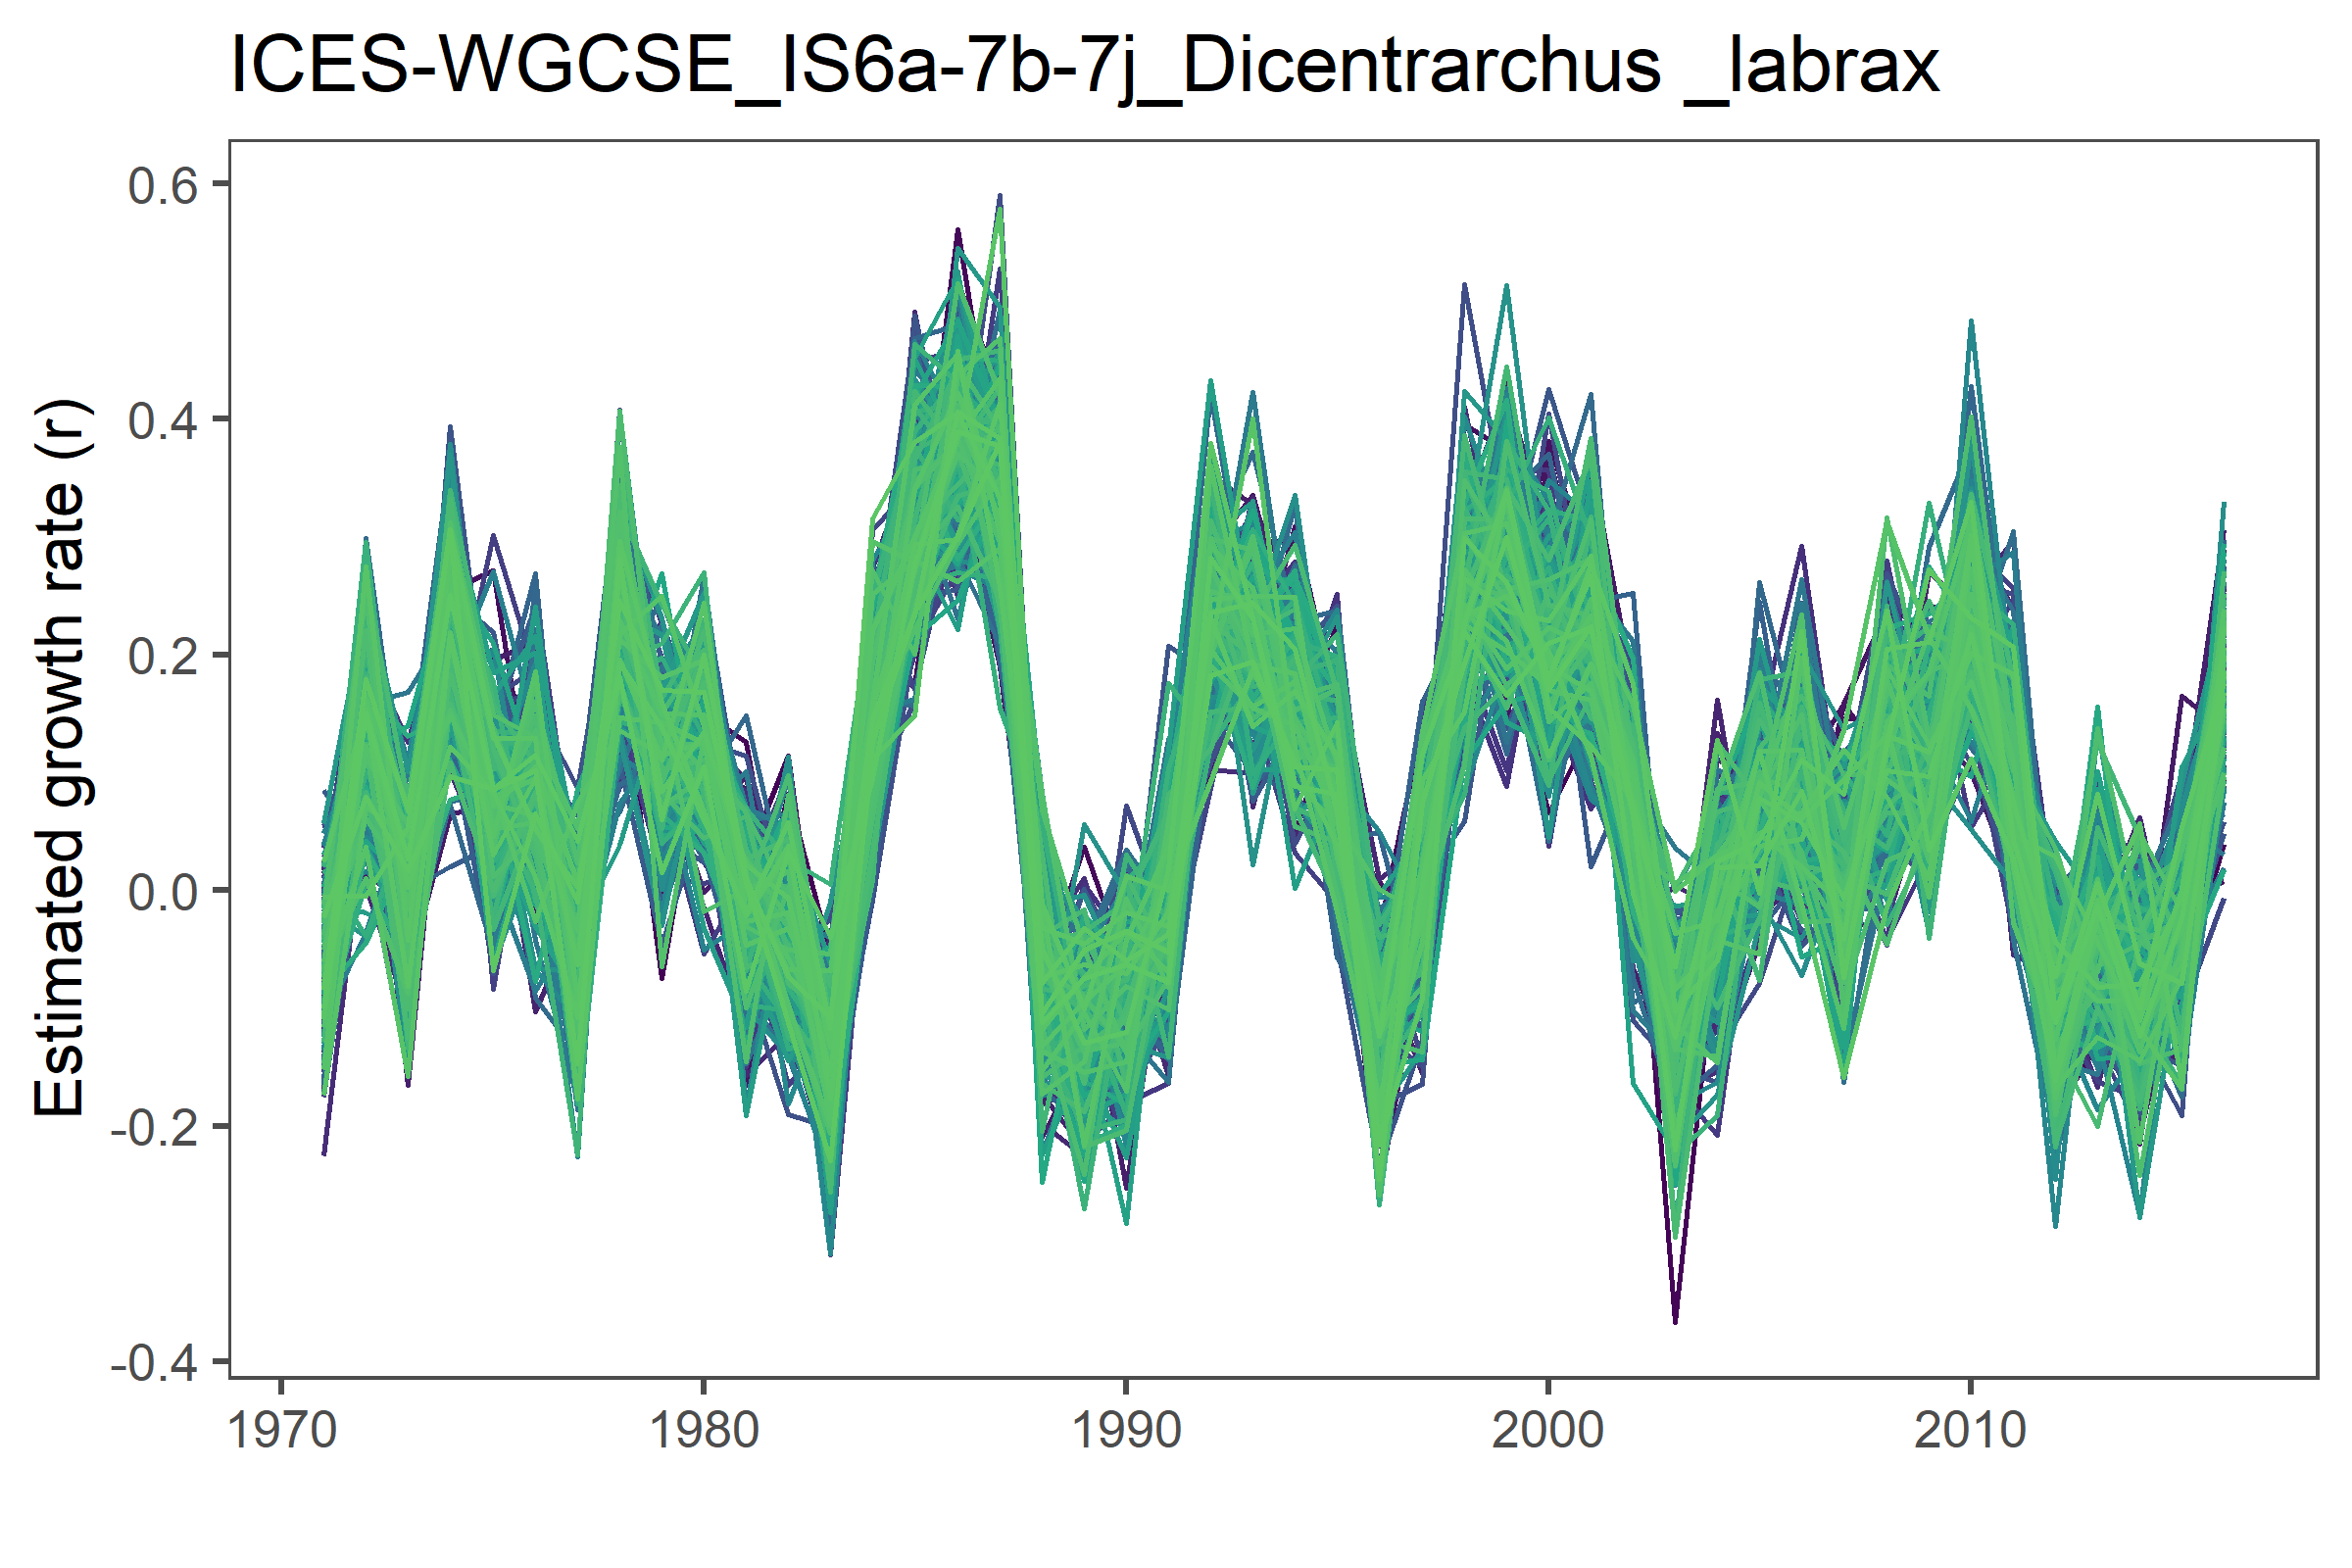 ICES-WGCSE_IS6a-7b-7j_Dicentrarchus _labrax
Estimated growth rate (r)
0.6
0.4
0.2
0.0
-0.2
-0.4
1970 1980 1990 2000 2010